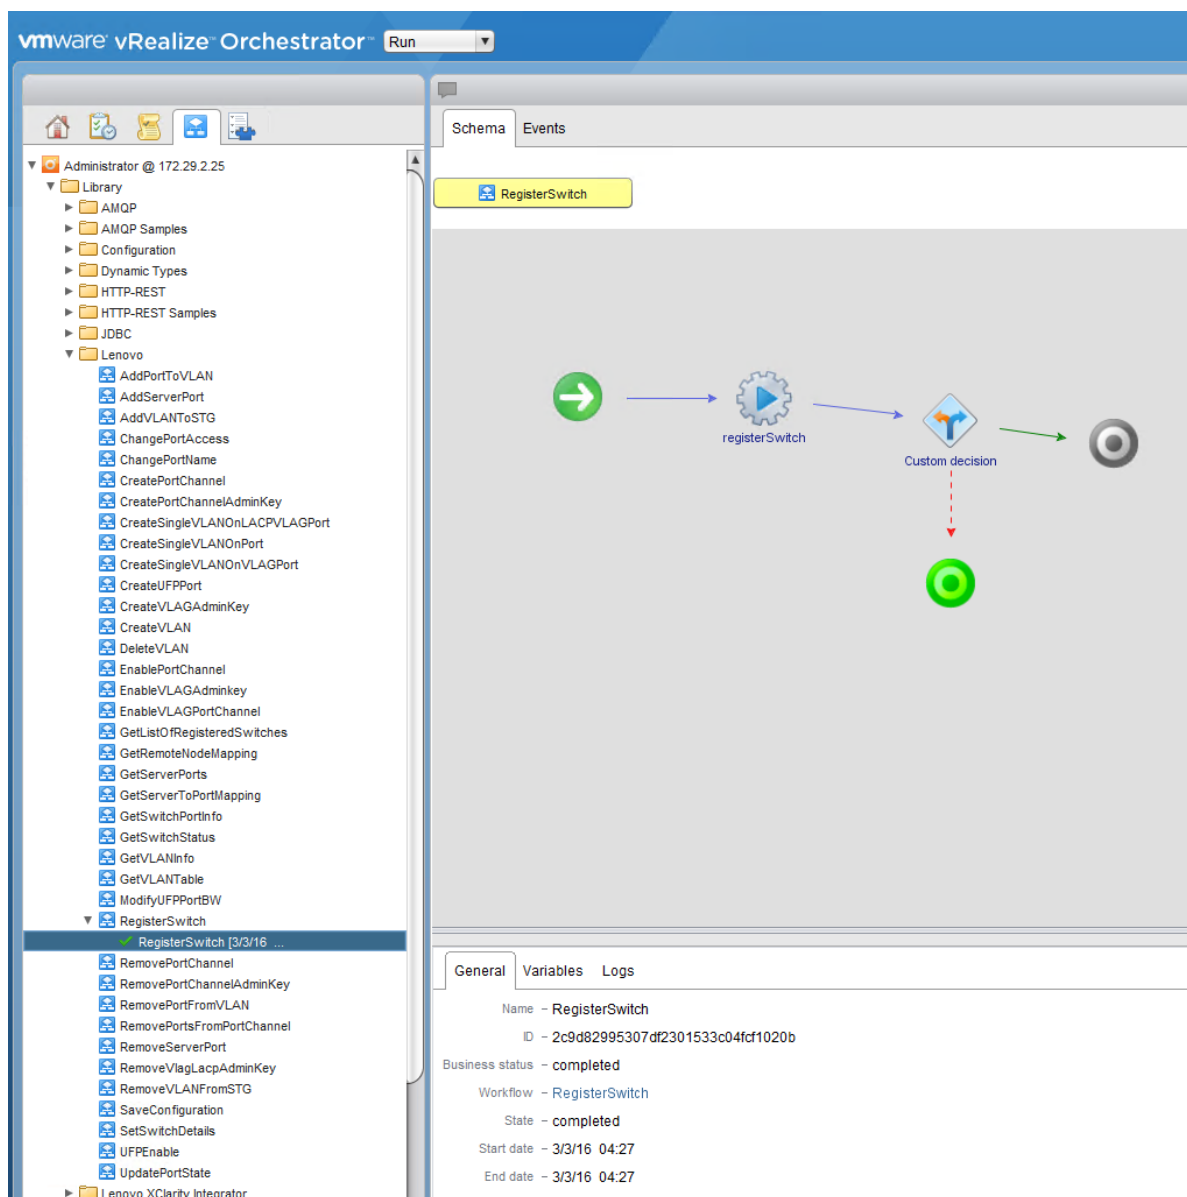 vmware vRealize™ Orchestrator™ Run
Schema Events
Administrator @ 172.29.2.25
Library
AMQP
AMQP Samples
Configuration
Dynamic Types
HTTP-REST
HTTP-REST Samples
JDBC
Lenovo
AddPortToVLAN
AddServerPort
AddVLANToSTG
ChangePortAccess
ChangePortName
CreatePortChannel
CreatePortChannelAdminKey
CreateSingleVLANOnLACPVLAGPort
CreateSingleVLANOnPort
CreateSingleVLANOnVLAGPort
CreateUFPPort
CreateVLAGAdminKey
CreateVLAN
DeleteVLAN
EnablePortChannel
EnableVLAGAdminkey
EnableVLAGPortChannel
GetListOfRegisteredSwitches
GetRemoteNodeMapping
GetServerPorts
GetServerToPortMapping
GetSwitchPortInfo
GetSwitchStatus
GetVLANInfo
GetVLANTable
ModifyUFPPortBW
RegisterSwitch
RegisterSwitch [3/3/16 ...
RemovePortChannel
RemovePortChannelAdminKey
RemovePortFromVLAN
RemovePortsFromPortChannel
RemoveServerPort
RemoveVlagLacpAdminKey
RemoveVLANFromSTG
SaveConfiguration
SetSwitchDetails
UFPEnable
UpdatePortState
Lenovo XClarity Integrator
RegisterSwitch
registerSwitch
Custom decision
General Variables Logs
Name - RegisterSwitch
ID - 2c9d82995307df2301533c04fcf1020b
Business status - completed
Workflow - RegisterSwitch
State - completed
Start date - 3/3/16 04:27
End date - 3/3/16 04:27